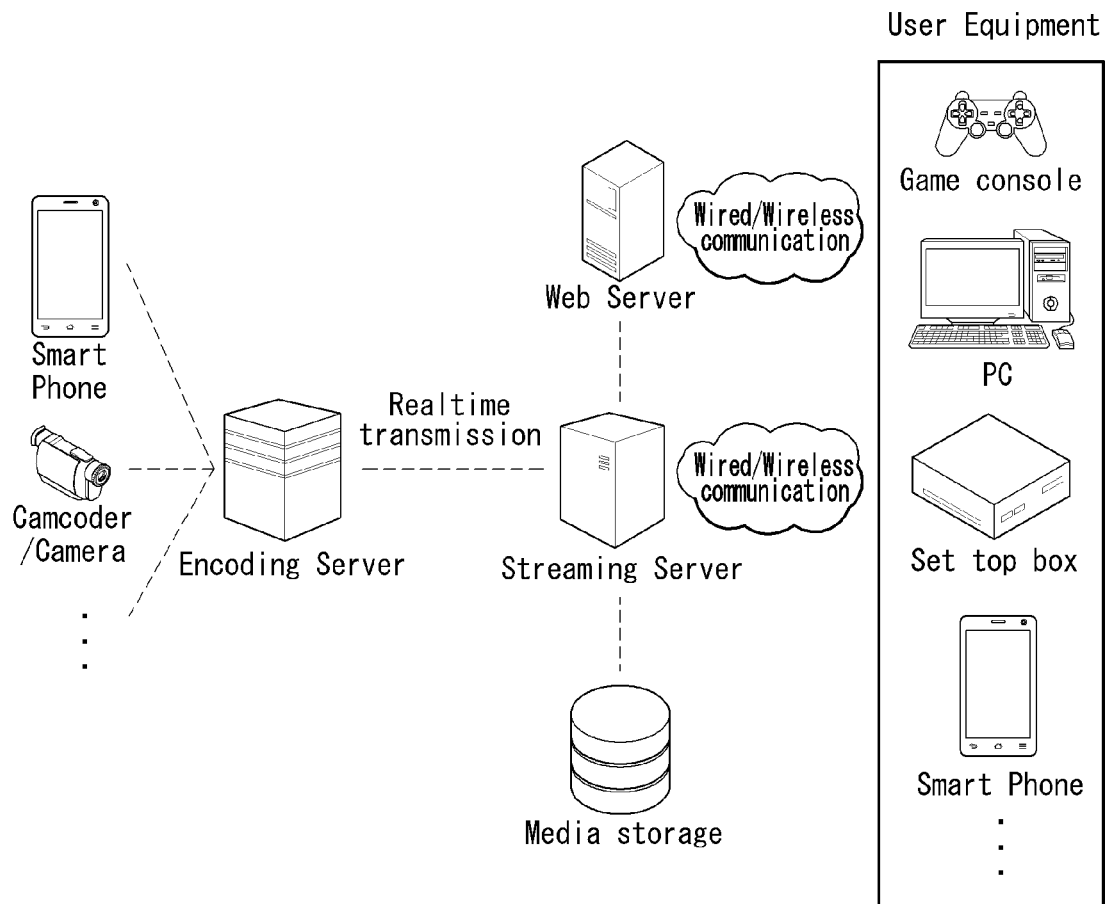 User Equipment
Game console
Wired/Wireless
communication
Web Server
Smart
Phone
PC
Realtime
transmission
Wired/Wireless
communication
Camcoder
/Camera
Encoding Server
Streaming Server
Set top box
Media storage
Smart Phone